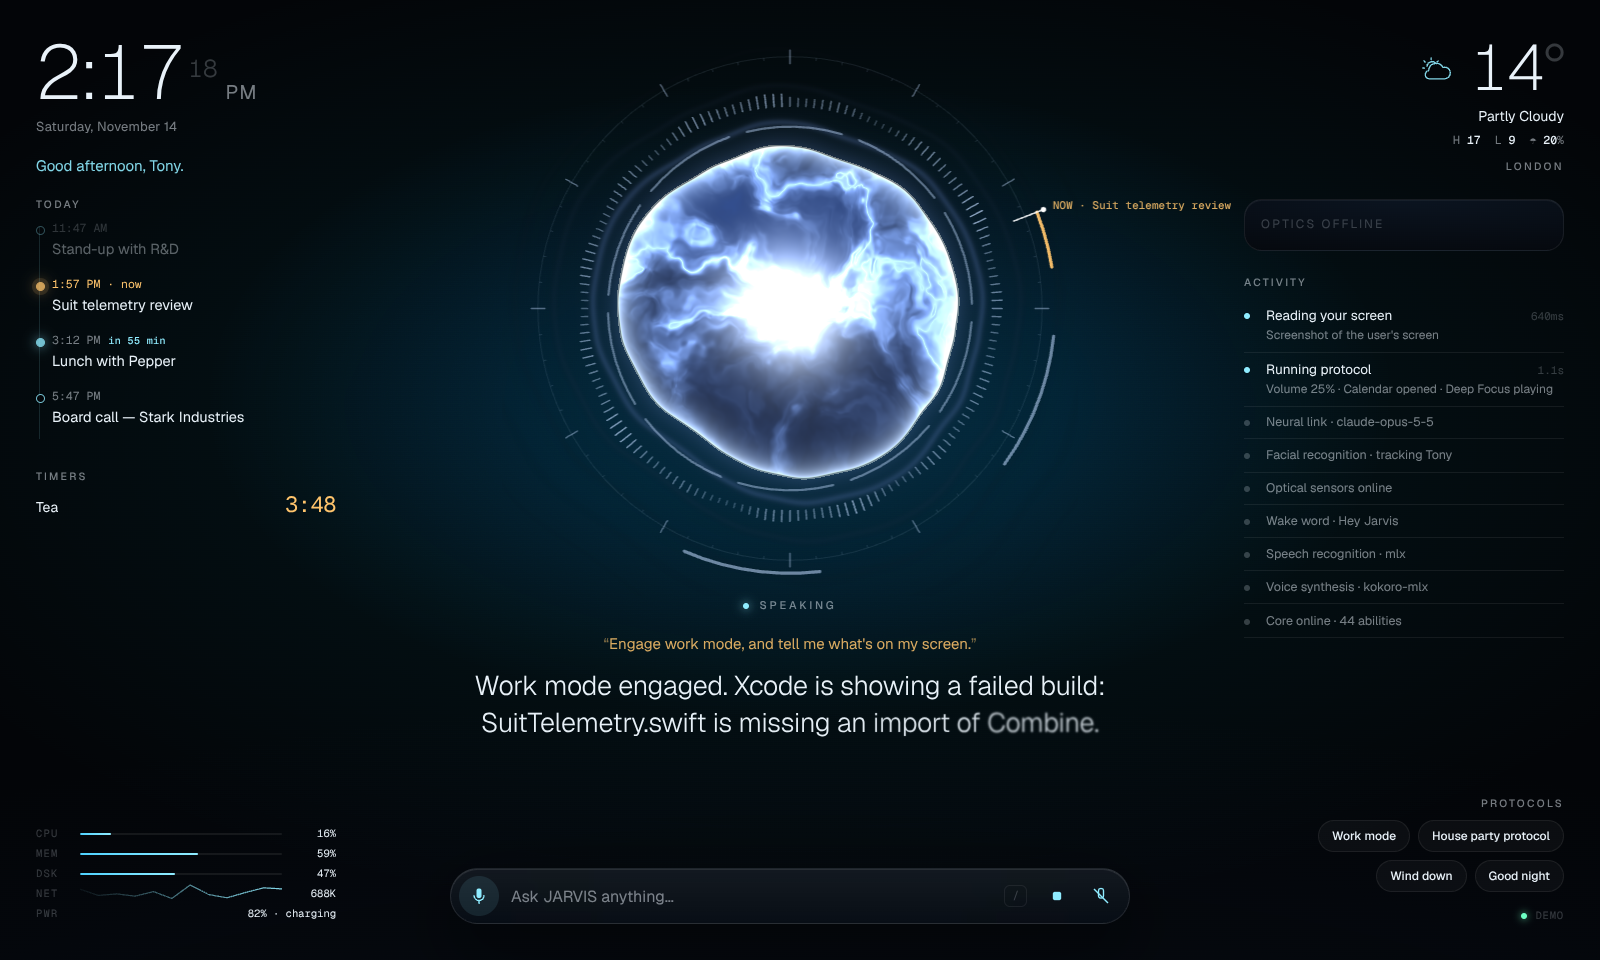 2:17 18 PM
Saturday, November 14
Good afternoon, Tony.
TODAY
11:47 AM
Stand-up with R&D
1:57 PM · now
Suit telemetry review
3:12 PM in 55 min
Lunch with Pepper
5:47 PM
Board call — Stark Industries
TIMERS
Tea 3:48
CPU 16%
MEM 59%
DSK 47%
NET 688K
PWR 82% · charging
NOW · Suit telemetry review
SPEAKING
“Engage work mode, and tell me what's on my screen.”
Work mode engaged. Xcode is showing a failed build:
SuitTelemetry.swift is missing an import of Combine.
Ask JARVIS anything... /
14°
Partly Cloudy
H 17 L 9 20%
LONDON
OPTICS OFFLINE
ACTIVITY
Reading your screen 640ms
Screenshot of the user's screen
Running protocol 1.1s
Volume 25% · Calendar opened · Deep Focus playing
Neural link · claude-opus-5-5
Facial recognition · tracking Tony
Optical sensors online
Wake word · Hey Jarvis
Speech recognition · mlx
Voice synthesis · kokoro-mlx
Core online · 44 abilities
PROTOCOLS
Work mode House party protocol
Wind down Good night
DEMO